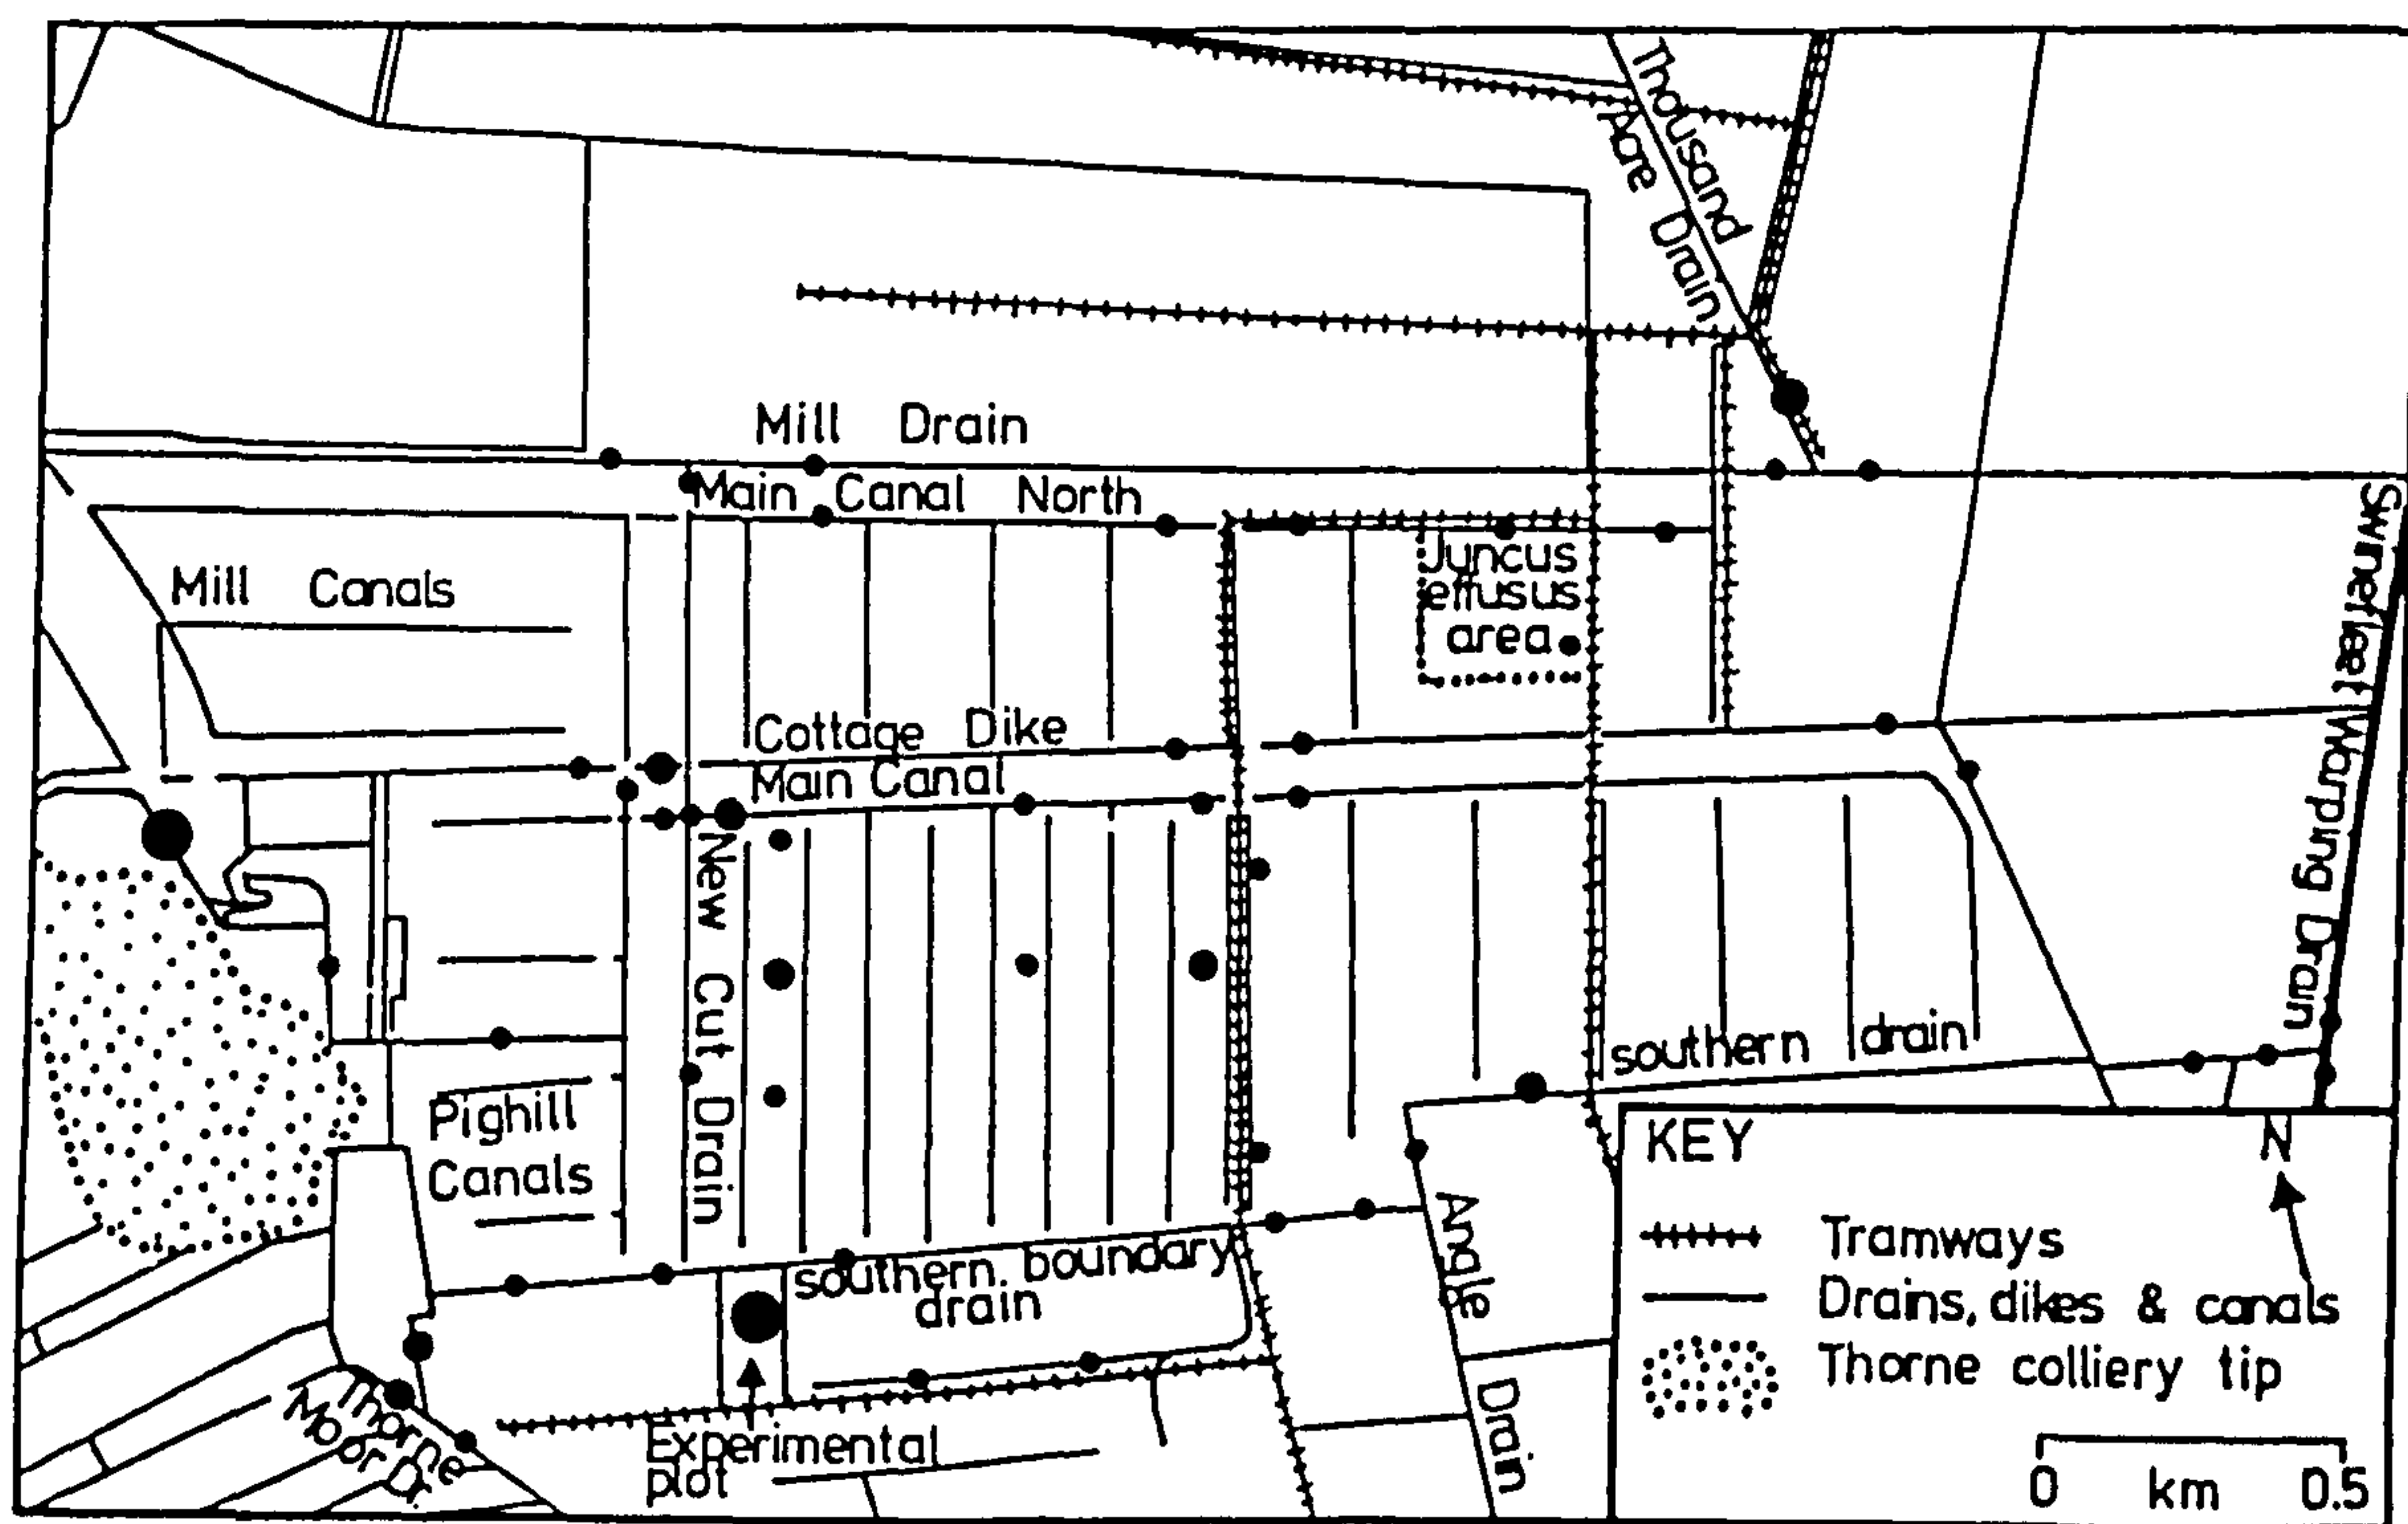 Thousand
Acre Drain
Mill Drain
Main Canal North
Juncus
effusus
area
Mill Canals
Swinefleet Warping Drain
Cottage Dike
Main Canal
New Cut Drain
southern drain
Pighill
Canals
southern. boundary
drain
Angle Drain
Experimental
plot
Thorne
Moor D.
KEY
N
Tramways
Drains, dikes & canals
Thorne colliery tip
0 km 0.5